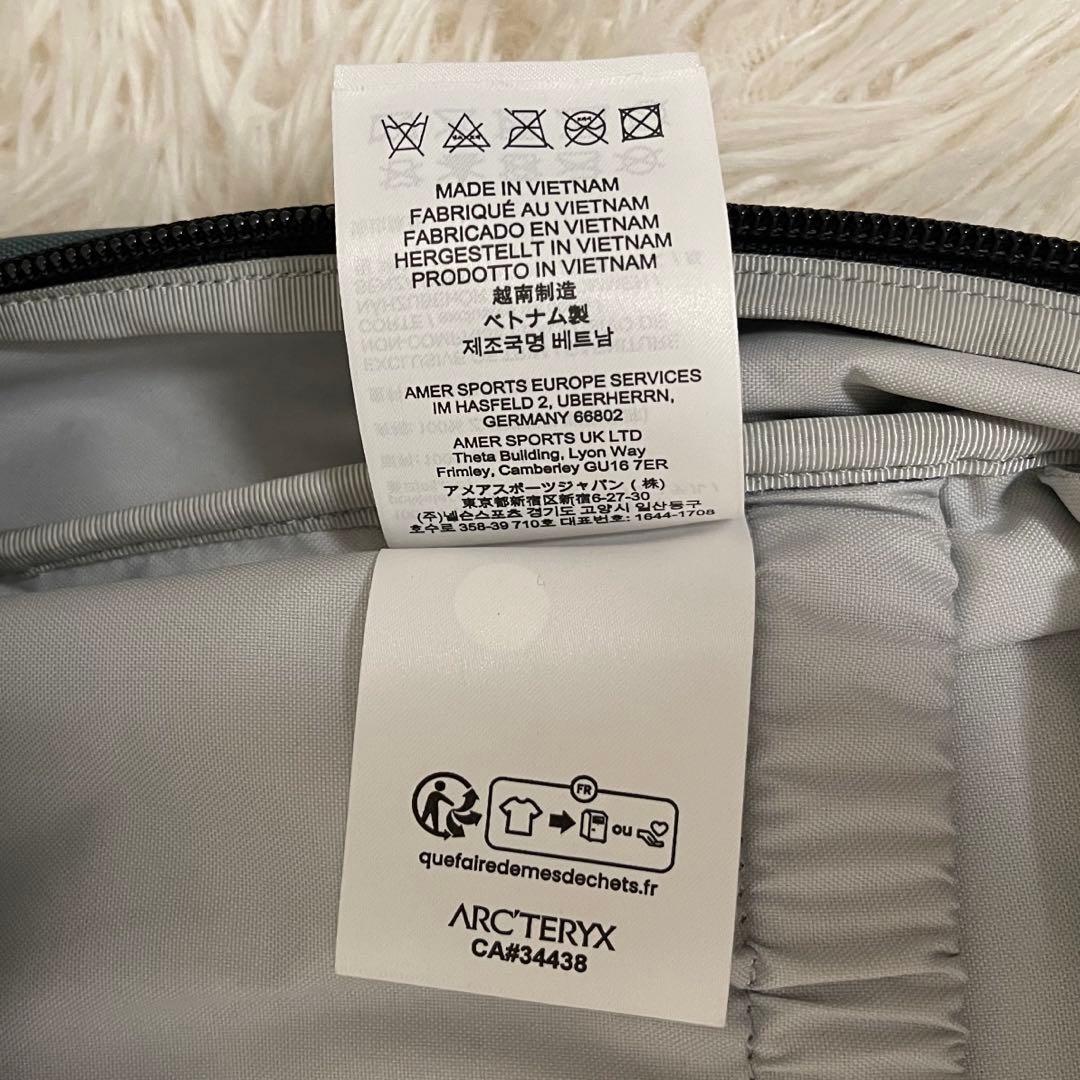 MADE IN VIETNAM
FABRIQUÉ AU VIETNAM
FABRICADO EN VIETNAM
HERGESTELLT IN VIETNAM
PRODOTTO IN VIETNAM
越南制造
ベトナム製
제조국명 베트남
AMER SPORTS EUROPE SERVICES
IM HASFELD 2, UBERHERRN,
GERMANY 66802
AMER SPORTS UK LTD
Theta Building, Lyon Way
Frimley, Camberley GU16 7ER
アメアスポーツジャパン (株)
東京都新宿区新宿6-27-30
(주)넬슨스포츠 경기도 고양시 일산동구
호수로 358-39 710호 대표번호: 1644-1708
FR
ou
quefairedemesdechets.fr
ARC'TERYX
CA#34438